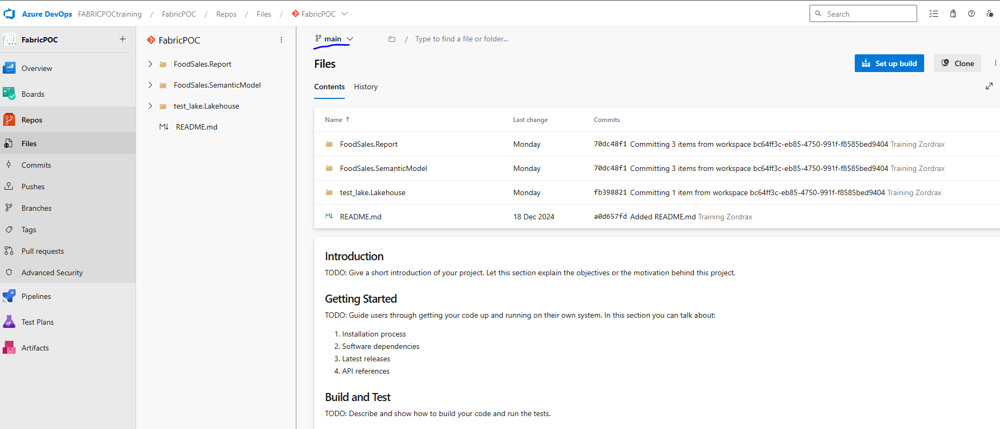 Azure DevOps FABRICPOCtraining / FabricPOC / Repos / Files / FabricPOC Search
FabricPOC +
Overview
Boards
Repos
Files
Commits
Pushes
Branches
Tags
Pull requests
Advanced Security
Pipelines
Test Plans
Artifacts
FabricPOC
FoodSales.Report
FoodSales.SemanticModel
test_lake.Lakehouse
M↓ README.md
main / Type to find a file or folder...
Files Set up build Clone
Contents History
Name ↑ Last change Commits
FoodSales.Report Monday 70dc48f1 Committing 3 items from workspace bc64ff3c-eb85-4750-991f-f8585bed9404 Training Zordrax
FoodSales.SemanticModel Monday 70dc48f1 Committing 3 items from workspace bc64ff3c-eb85-4750-991f-f8585bed9404 Training Zordrax
test_lake.Lakehouse Monday fb398821 Committing 1 item from workspace bc64ff3c-eb85-4750-991f-f8585bed9404 Training Zordrax
M↓ README.md 18 Dec 2024 a0d657fd Added README.md Training Zordrax
Introduction
TODO: Give a short introduction of your project. Let this section explain the objectives or the motivation behind this project.
Getting Started
TODO: Guide users through getting your code up and running on their own system. In this section you can talk about:
1. Installation process
2. Software dependencies
3. Latest releases
4. API references
Build and Test
TODO: Describe and show how to build your code and run the tests.